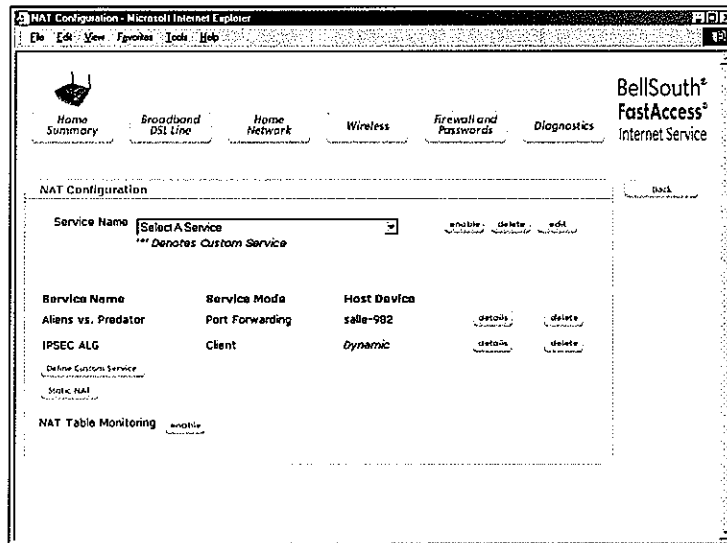 NAT Configuration - Microsoft Internet Explorer
File Edit View Favorites Tools Help
Home Summary
Broadband DSL Line
Home Network
Wireless
Firewall and Passwords
Diagnostics
BellSouth®
FastAccess®
Internet Service
NAT Configuration
Back
Service Name Select A Service enable delete edit
"*" Denotes Custom Service
Service Name Service Mode Host Device
Aliens vs. Predator Port Forwarding salle-982 details delete
IPSEC ALG Client Dynamic details delete
Define Custom Service
Static NAT
NAT Table Monitoring enable